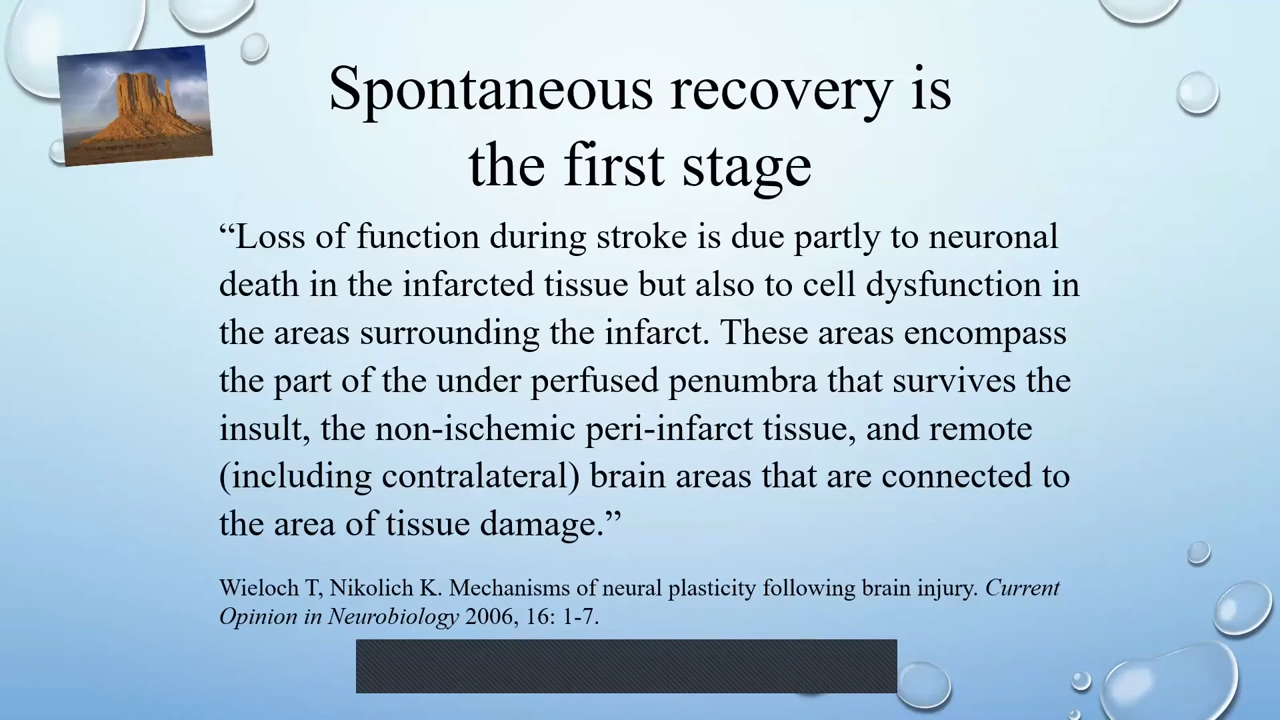 Spontaneous recovery is
the first stage
“Loss of function during stroke is due partly to neuronal
death in the infarcted tissue but also to cell dysfunction in
the areas surrounding the infarct. These areas encompass
the part of the under perfused penumbra that survives the
insult, the non-ischemic peri-infarct tissue, and remote
(including contralateral) brain areas that are connected to
the area of tissue damage.”
Wieloch T, Nikolich K. Mechanisms of neural plasticity following brain injury. Current
Opinion in Neurobiology 2006, 16: 1-7.